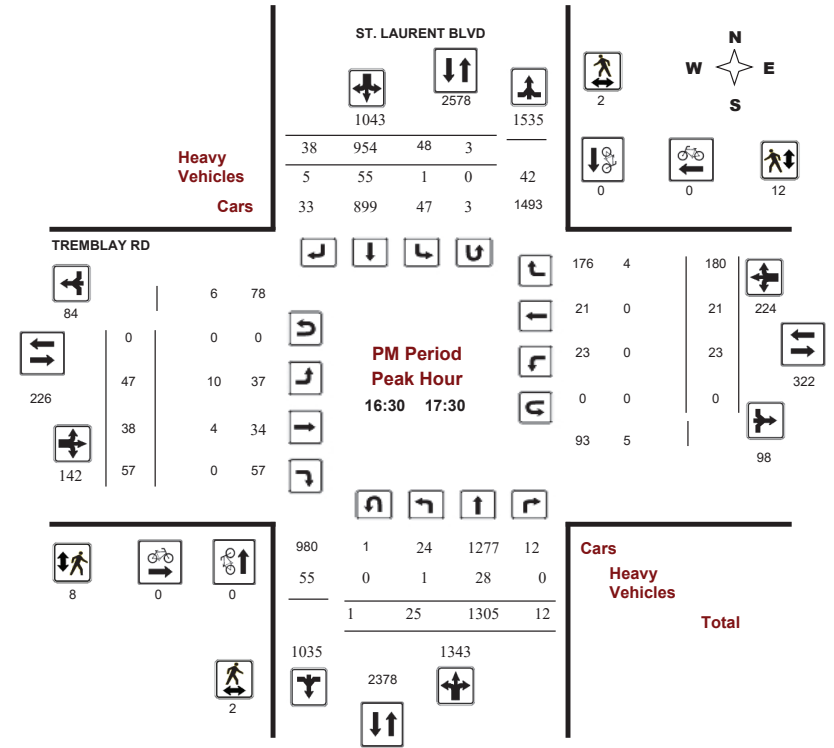 ST. LAURENT BLVD
N
W E
S
2578
2
1043 1535
38 954 48 3
Heavy
Vehicles
5 55 1 0 42
Cars
33 899 47 3 1493
0 0 12
TREMBLAY RD
84
6 78
176 4 180
224
0 0 0
21 0 21
226
47 10 37
PM Period
Peak Hour
16:30 17:30
23 0 23
322
38 4 34
0 0 0
142
57 0 57
93 5
98
980 1 24 1277 12
Cars
55 0 1 28 0
Heavy
Vehicles
8 0 0
1 25 1305 12
Total
1035 1343
2378
2